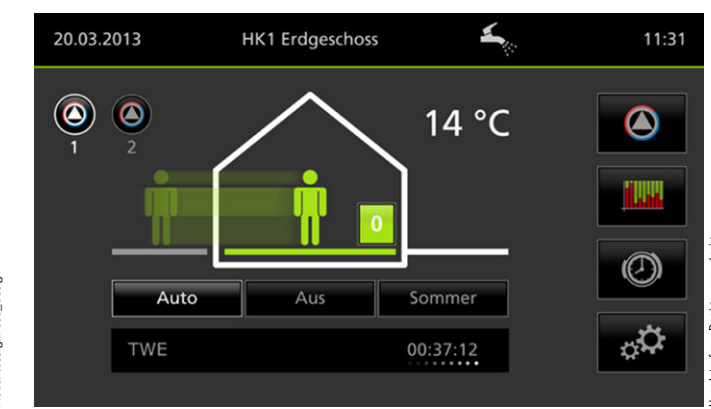 20.03.2013 HK1 Erdgeschoss 11:31
14 °C
1 2
0
Auto Aus Sommer
TWE 00:37:12